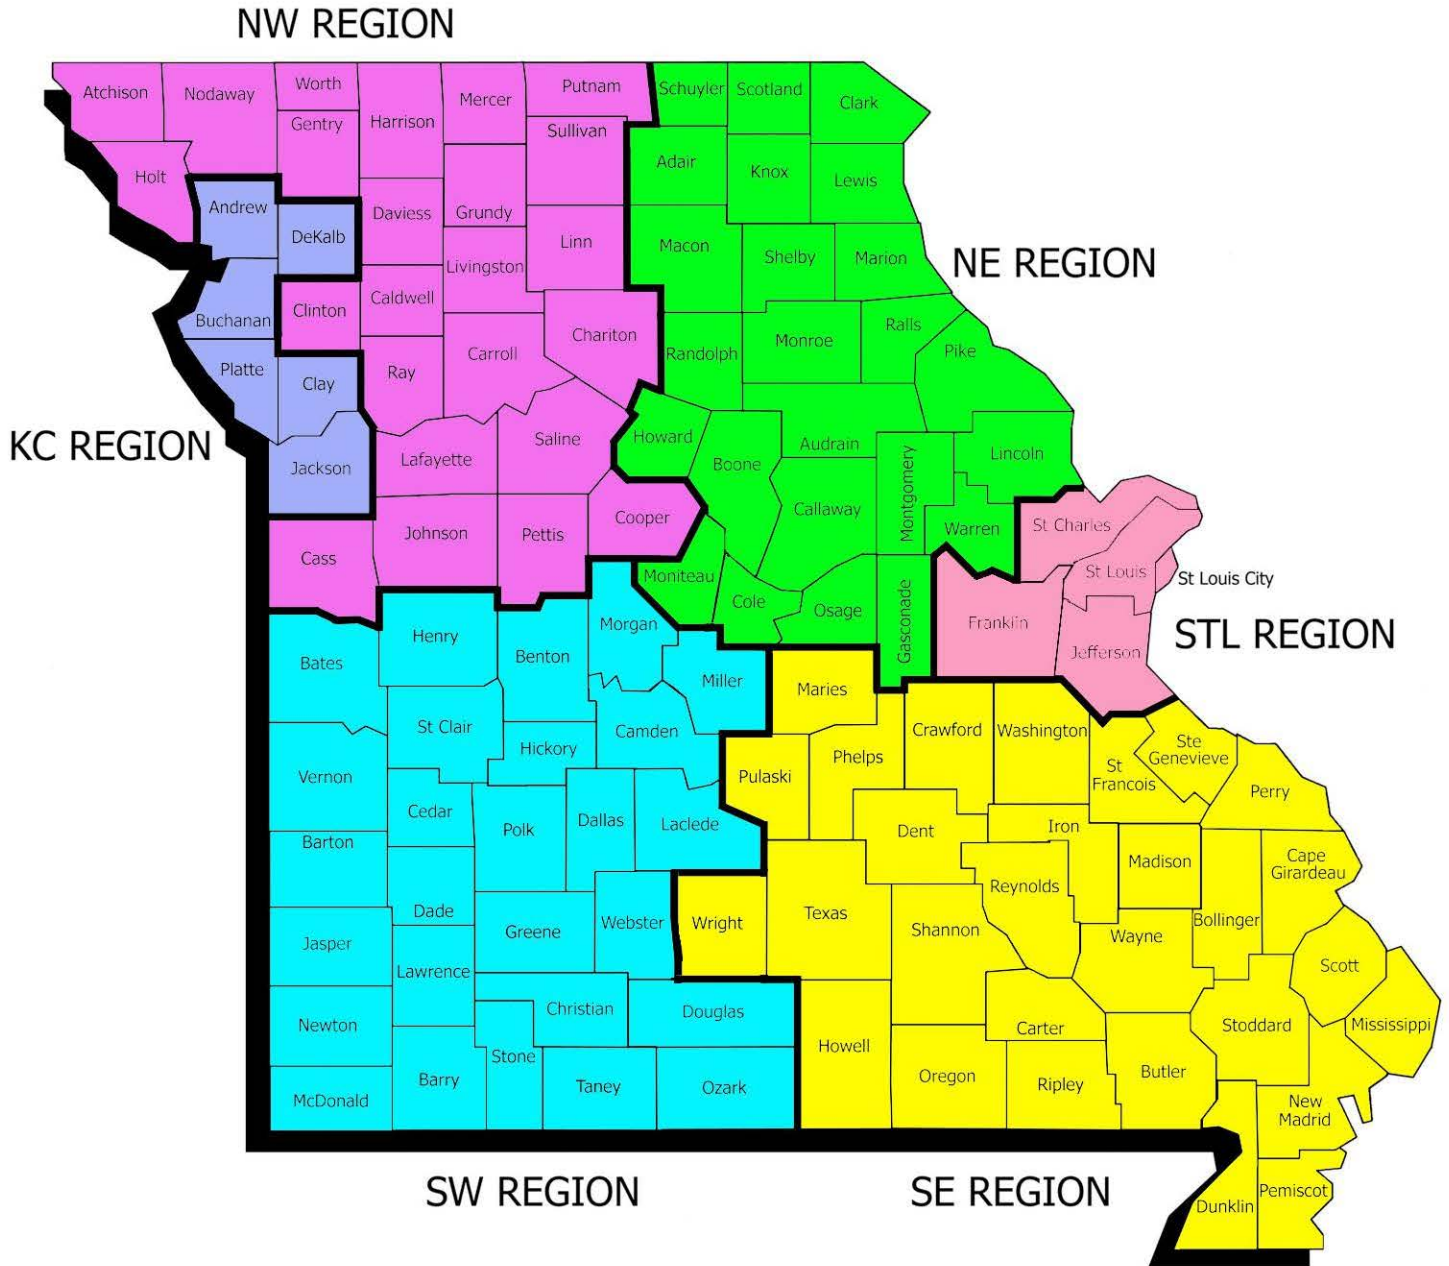 NW REGION
Atchison
Nodaway
Worth
Gentry
Harrison
Mercer
Putnam
Sullivan
Schuyler
Scotland
Clark
Holt
Andrew
DeKalb
Daviess
Grundy
Linn
Adair
Knox
Lewis
Macon
Shelby
Marion
NE REGION
Livingston
Buchanan
Clinton
Caldwell
Chariton
Randolph
Monroe
Ralls
Pike
Platte
Clay
Ray
Carroll
KC REGION
Jackson
Lafayette
Saline
Howard
Boone
Audrain
Montgomery
Lincoln
Callaway
Warren
St Charles
Cass
Johnson
Pettis
Cooper
Moniteau
Cole
Osage
Gasconade
St Louis
St Louis City
Franklin
Jefferson
STL REGION
Bates
Henry
Benton
Morgan
Miller
Maries
St Clair
Hickory
Camden
Pulaski
Phelps
Crawford
Washington
St
Francois
Ste
Genevieve
Perry
Vernon
Cedar
Polk
Dallas
Laclede
Dent
Iron
Madison
Cape
Girardeau
Barton
Dade
Greene
Webster
Wright
Texas
Shannon
Reynolds
Wayne
Bollinger
Scott
Jasper
Lawrence
Christian
Douglas
Newton
Stone
Howell
Carter
Stoddard
Mississippi
McDonald
Barry
Taney
Ozark
Oregon
Ripley
Butler
New
Madrid
SW REGION
SE REGION
Dunklin
Pemiscot